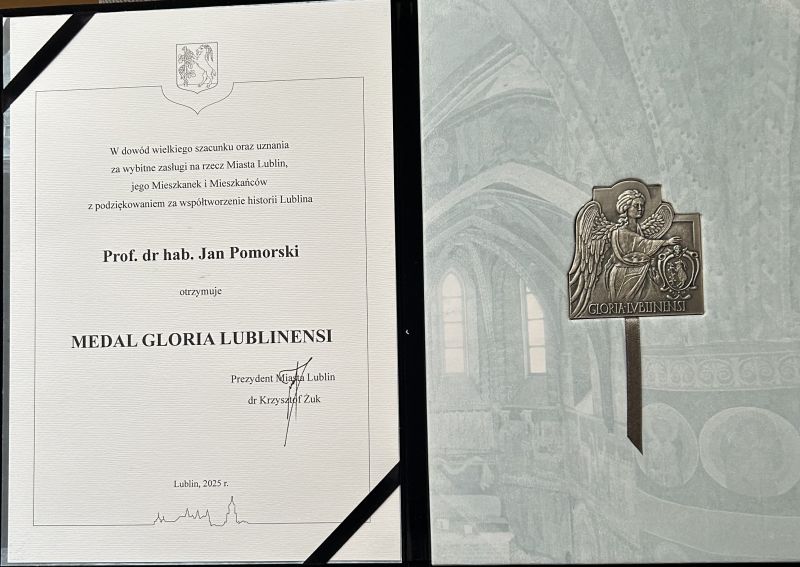 W dowód wielkiego szacunku oraz uznania
za wybitne zasługi na rzecz Miasta Lublin,
jego Mieszkanek i Mieszkańców
z podziękowaniem za współtworzenie historii Lublina
Prof. dr hab. Jan Pomorski
otrzymuje
MEDAL GLORIA LUBLINENSI
Prezydent Miasta Lublin
dr Krzysztof Żuk
Lublin, 2025 r.
GLORIA·LVBLINENSI